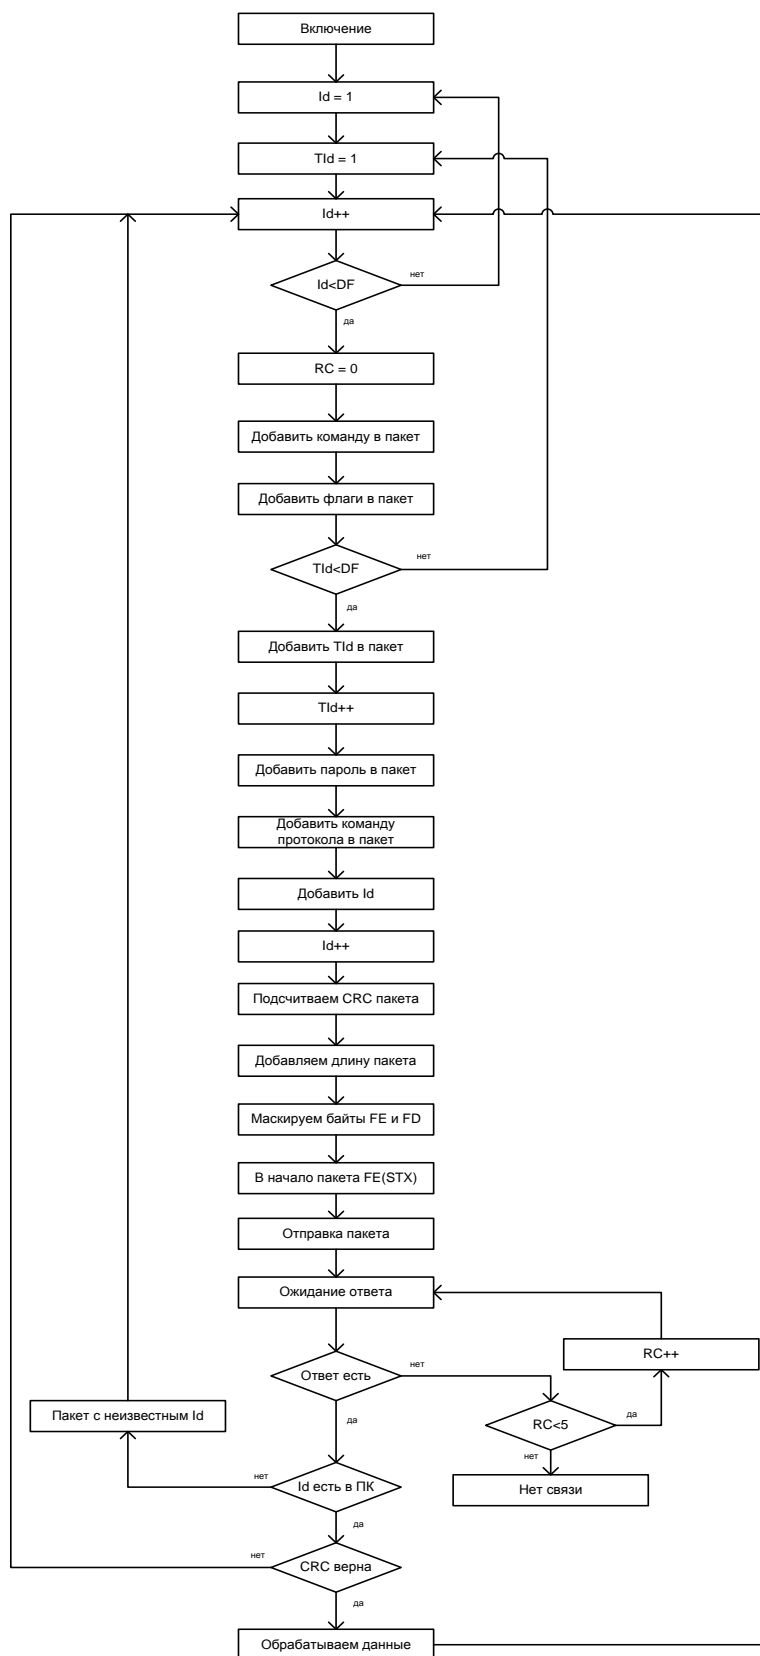 Включение
Id = 1
TId = 1
Id++
Id<DF
нет
да
RC = 0
Добавить команду в пакет
Добавить флаги в пакет
TId<DF
нет
да
Добавить TId в пакет
TId++
Добавить пароль в пакет
Добавить команду
протокола в пакет
Добавить Id
Id++
Подсчитваем CRC пакета
Добавляем длину пакета
Маскируем байты FE и FD
В начало пакета FE(STX)
Отправка пакета
Ожидание ответа
Ответ есть
нет
RC++
RC<5
да
нет
Нет связи
да
Пакет с неизвестным Id
Id есть в ПК
нет
да
CRC верна
нет
да
Обрабатываем данные